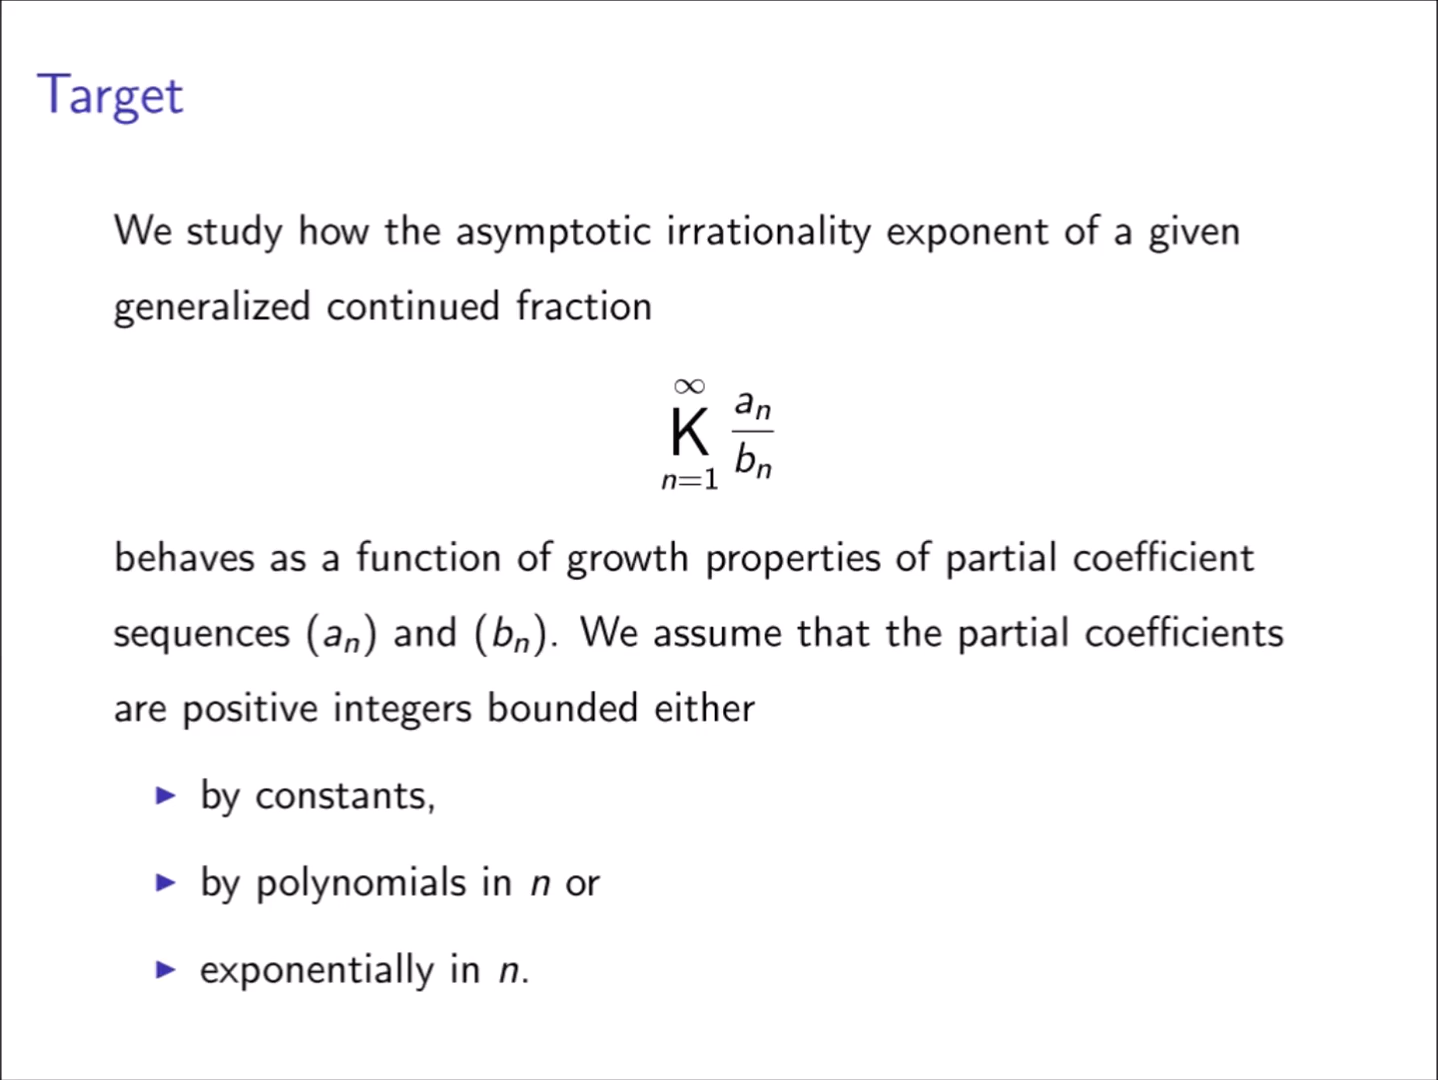 Target
We study how the asymptotic irrationality exponent of a given
generalized continued fraction
∞
K a_n/b_n
n=1
behaves as a function of growth properties of partial coefficient
sequences (a_n) and (b_n). We assume that the partial coefficients
are positive integers bounded either
▶ by constants,
▶ by polynomials in n or
▶ exponentially in n.